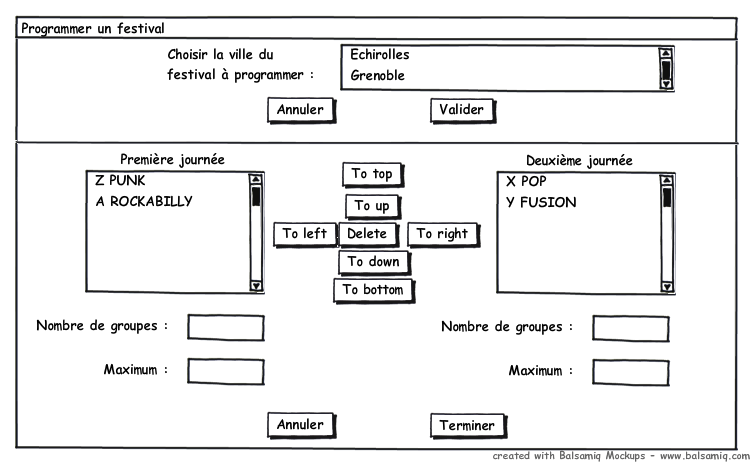 Programmer un festival
Choisir la ville du
festival à programmer :
Echirolles
Grenoble
Annuler
Valider
Première journée
Z PUNK
A ROCKABILLY
To top
To up
To left
Delete
To right
To down
To bottom
Deuxième journée
X POP
Y FUSION
Nombre de groupes :
Maximum :
Nombre de groupes :
Maximum :
Annuler
Terminer
created with Balsamiq Mockups - www.balsamiq.com